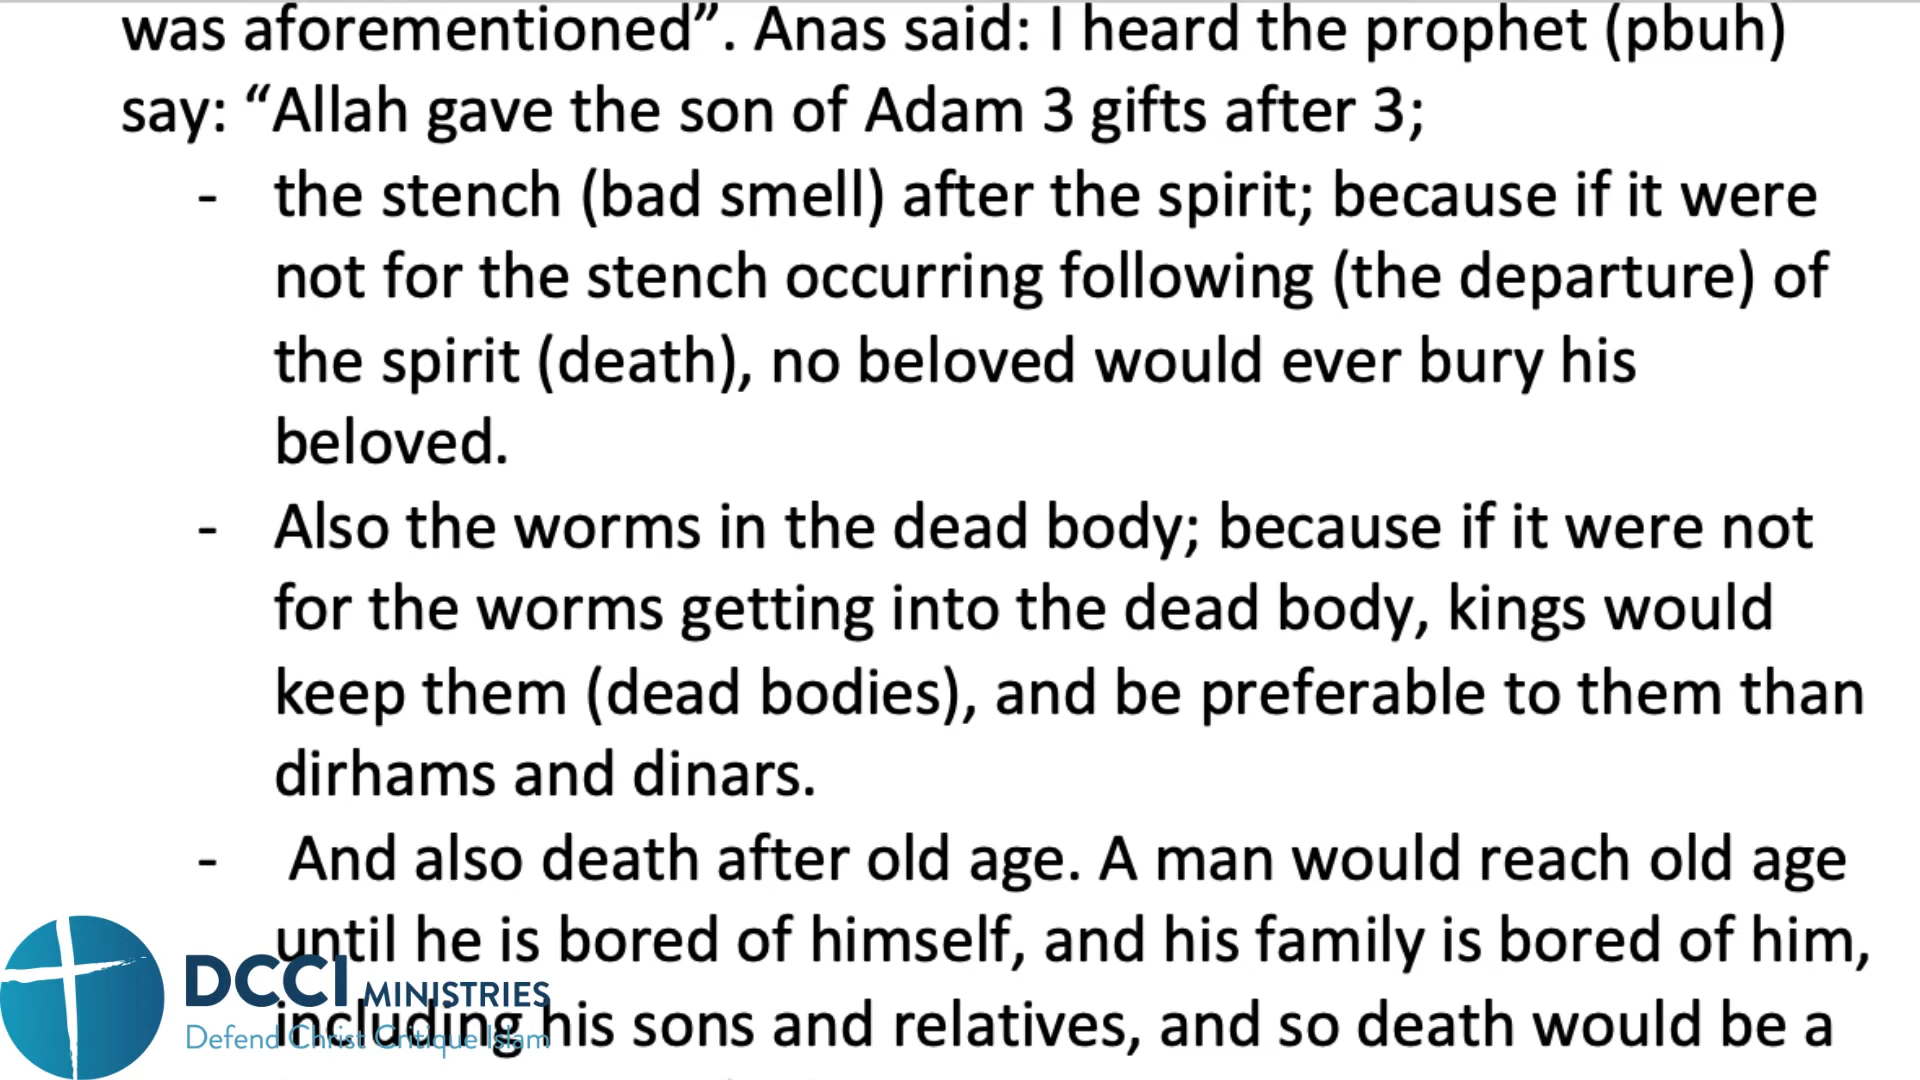 was aforementioned”. Anas said: I heard the prophet (pbuh)
say: “Allah gave the son of Adam 3 gifts after 3;
- the stench (bad smell) after the spirit; because if it were
not for the stench occurring following (the departure) of
the spirit (death), no beloved would ever bury his
beloved.
- Also the worms in the dead body; because if it were not
for the worms getting into the dead body, kings would
keep them (dead bodies), and be preferable to them than
dirhams and dinars.
- And also death after old age. A man would reach old age
until he is bored of himself, and his family is bored of him,
including his sons and relatives, and so death would be a
DCCI MINISTRIES
Defend Christ Critique Islam